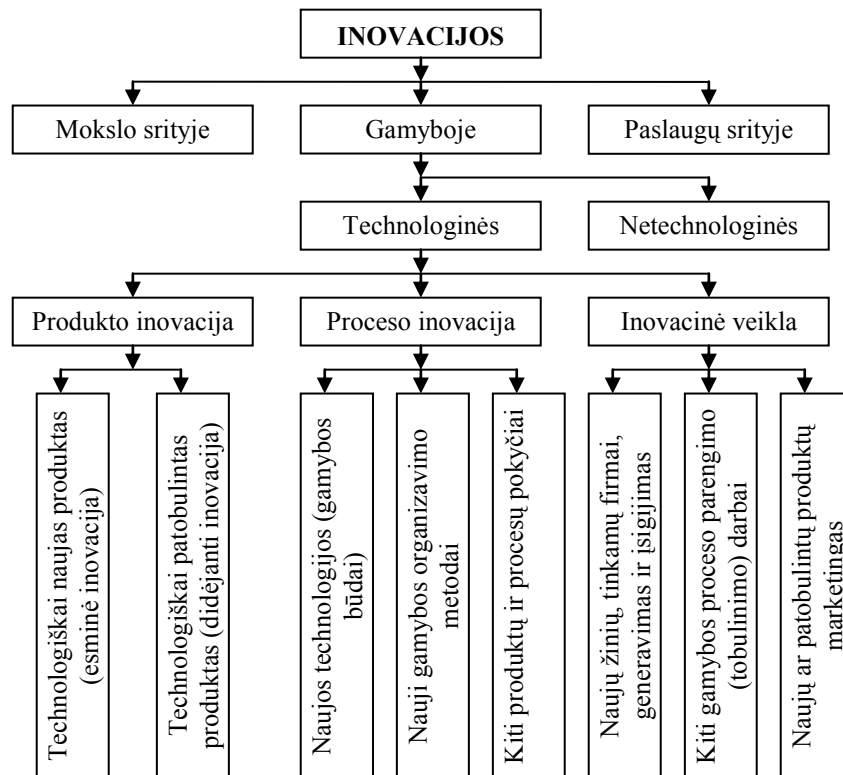 INOVACIJOS
Mokslo srityje
Gamyboje
Paslaugų srityje
Technologinės
Netechnologinės
Produkto inovacija
Proceso inovacija
Inovacinė veikla
Technologiškai naujas produktas
(esminė inovacija)
Technologiškai patobulintas
produktas (didėjanti inovacija)
Naujos technologijos (gamybos
būdai)
Nauji gamybos organizavimo
metodai
Kiti produktų ir procesų pokyčiai
Naujų žinių, tinkamų firmai,
generavimas ir įsigijimas
Kiti gamybos proceso parengimo
(tobulinimo) darbai
Naujų ar patobulintų produktų
marketingas